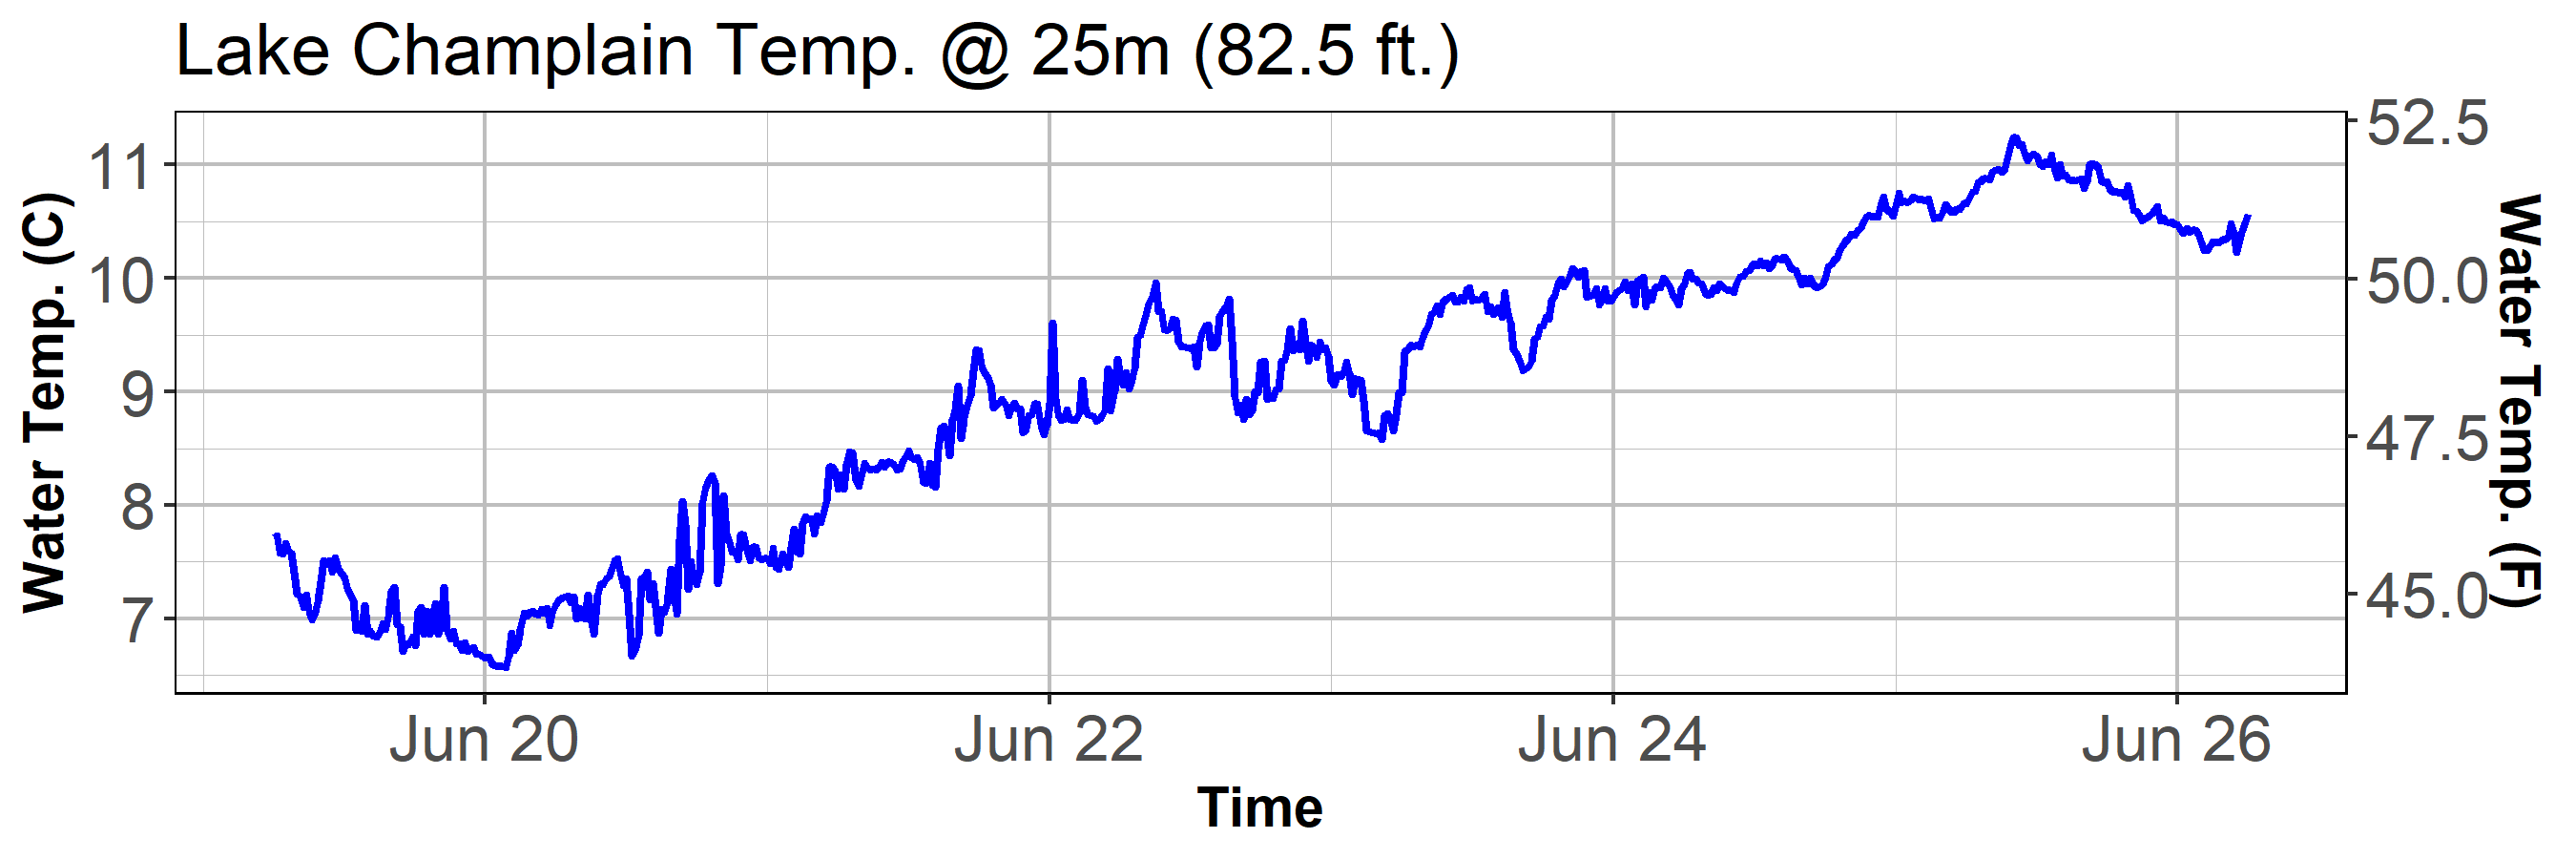 Lake Champlain Temp. @ 25m (82.5 ft.)
Water Temp. (C)
11
10
9
8
7
52.5
50.0
47.5
45.0
Water Temp. (F)
Jun 20
Jun 22
Jun 24
Jun 26
Time